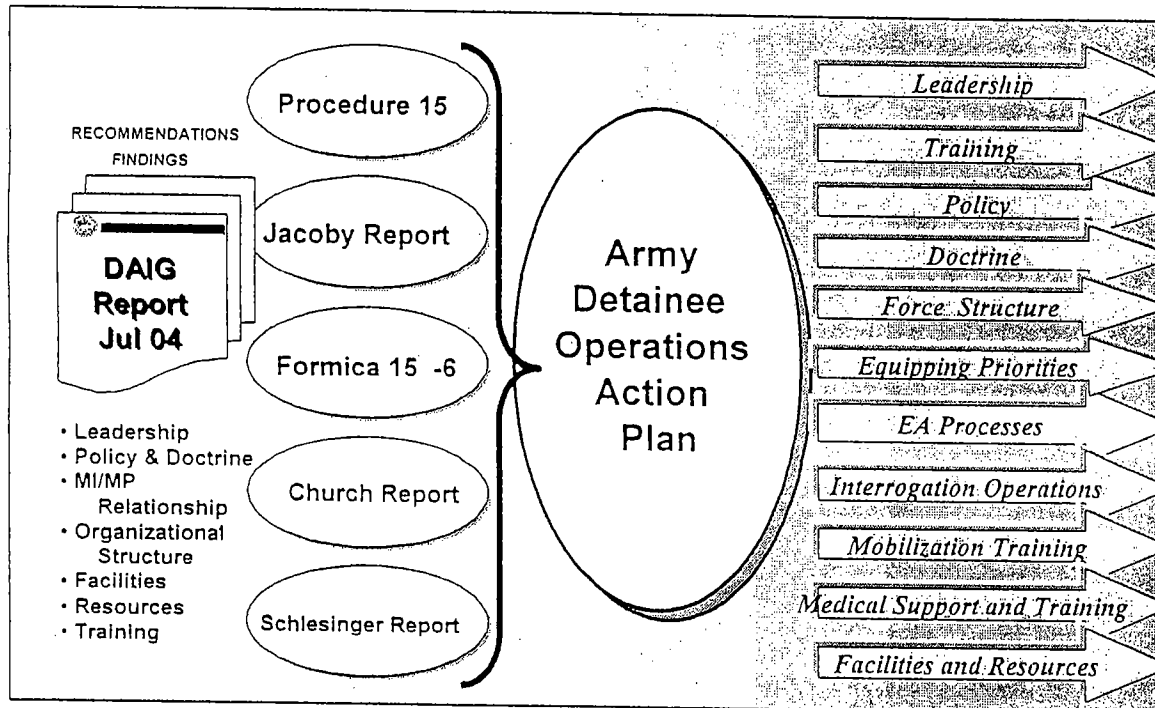 RECOMMENDATIONS
FINDINGS
DAIG
Report
Jul 04
• Leadership
• Policy & Doctrine
• MI/MP
Relationship
• Organizational
Structure
• Facilities
• Resources
• Training
Procedure 15
Jacoby Report
Formica 15 -6
Church Report
Schlesinger Report
Army
Detainee
Operations
Action
Plan
Leadership
Training
Policy
Doctrine
Force Structure
Equipping Priorities
EA Processes
Interrogation Operations
Mobilization Training
Medical Support and Training
Facilities and Resources